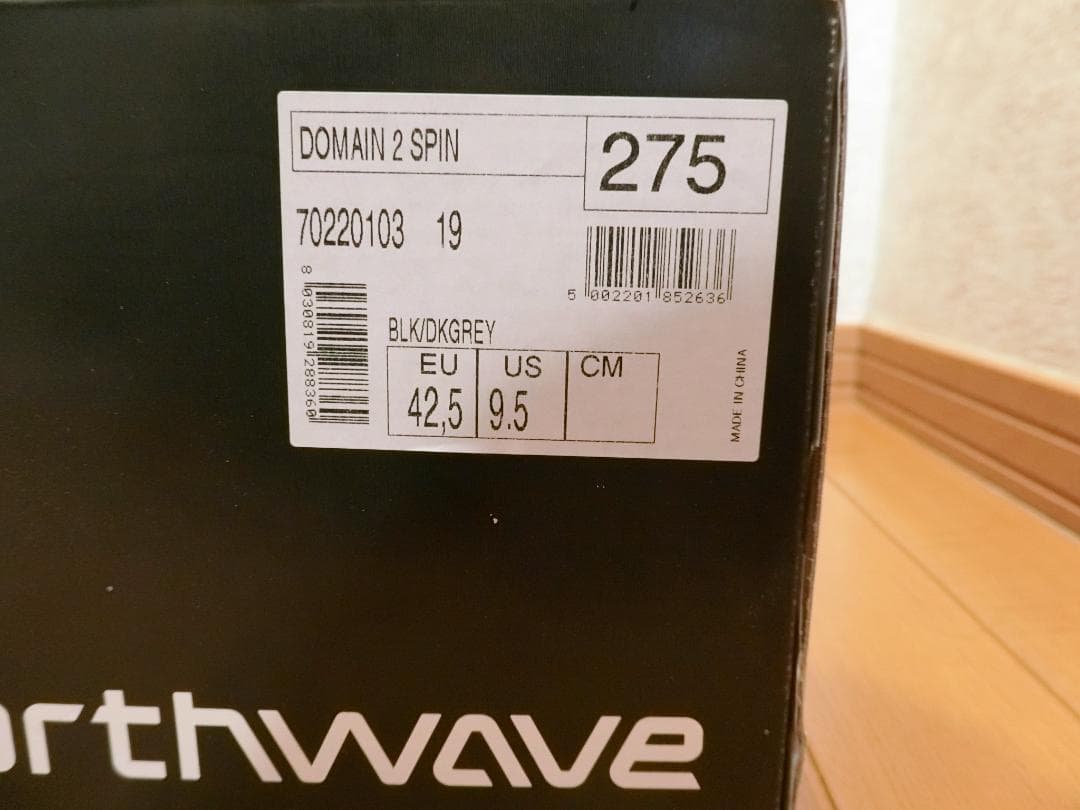 DOMAIN 2 SPIN
275
70220103 19
5 002201 852636
8 030819 288360
BLK/DKGREY
EU US CM
42,5 9.5
MADE IN CHINA
orthwave